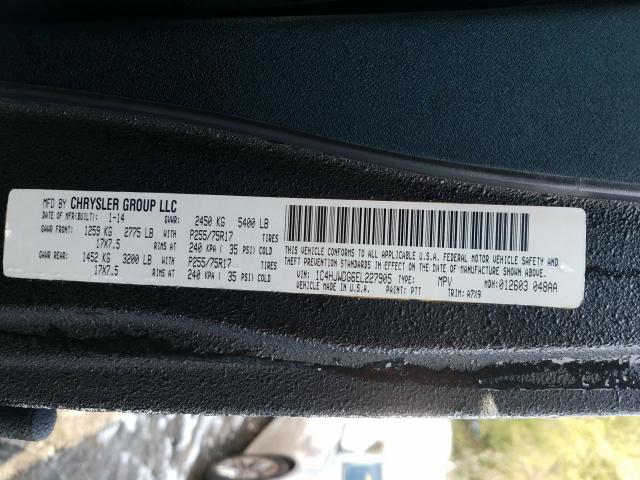 MFD BY CHRYSLER GROUP LLC
DATE OF MFR(BUILT): 1-14 GVWR: 2450 KG 5400 LB
GAWR FRONT: 1259 KG 2775 LB WITH P255/75R17 TIRES
17X7.5 RIMS AT 240 KPA ( 35 PSI) COLD
GAWR REAR: 1452 KG 3200 LB WITH P255/75R17 TIRES
17X7.5 RIMS AT 240 KPA ( 35 PSI) COLD
THIS VEHICLE CONFORMS TO ALL APPLICABLE U.S.A. FEDERAL MOTOR VEHICLE SAFETY AND
THEFT PREVENTION STANDARDS IN EFFECT ON THE DATE OF MANUFACTURE SHOWN ABOVE.
VIN: 1C4HJWDG6EL227905 TYPE: MPV MDH: 012603 048AA
VEHICLE MADE IN U.S.A. PAINT: PTT TRIM: A7X9